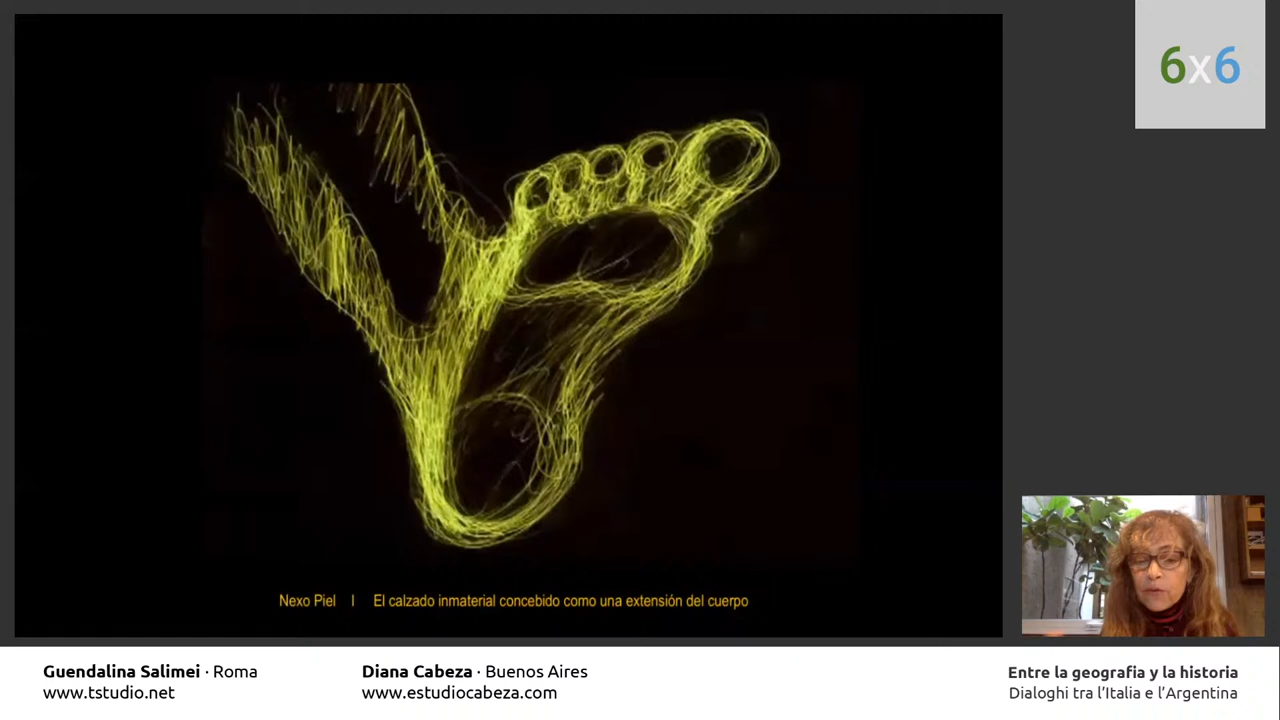 6x6
Nexo Piel I El calzado inmaterial concebido como una extensión del cuerpo
Guendalina Salimei · Roma
www.tstudio.net
Diana Cabeza · Buenos Aires
www.estudiocabeza.com
Entre la geografia y la historia
Dialoghi tra l'Italia e l'Argentina